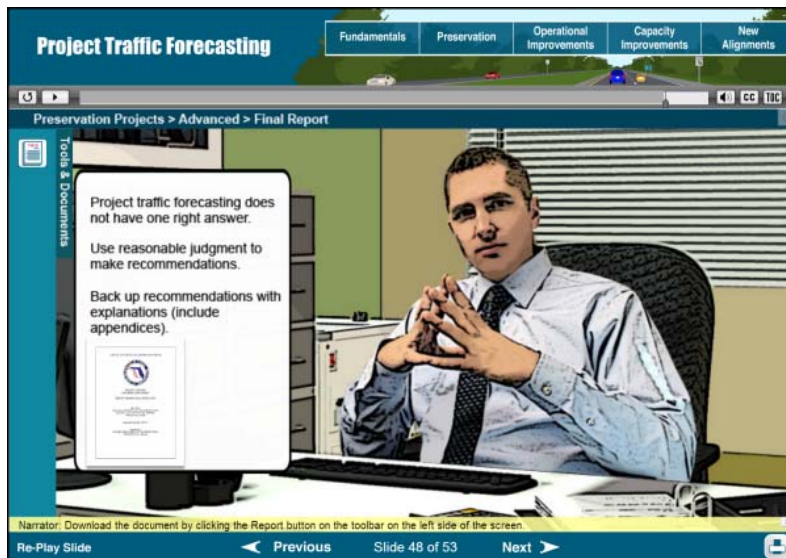 Project Traffic Forecasting
Fundamentals
Preservation
Operational
Improvements
Capacity
Improvements
New
Alignments
CC
TOC
Preservation Projects > Advanced > Final Report
Tools & Documents
Project traffic forecasting does
not have one right answer.
Use reasonable judgment to
make recommendations.
Back up recommendations with
explanations (include
appendices).
Narrator: Download the document by clicking the Report button on the toolbar on the left side of the screen.
Re-Play Slide
Previous
Slide 48 of 53
Next